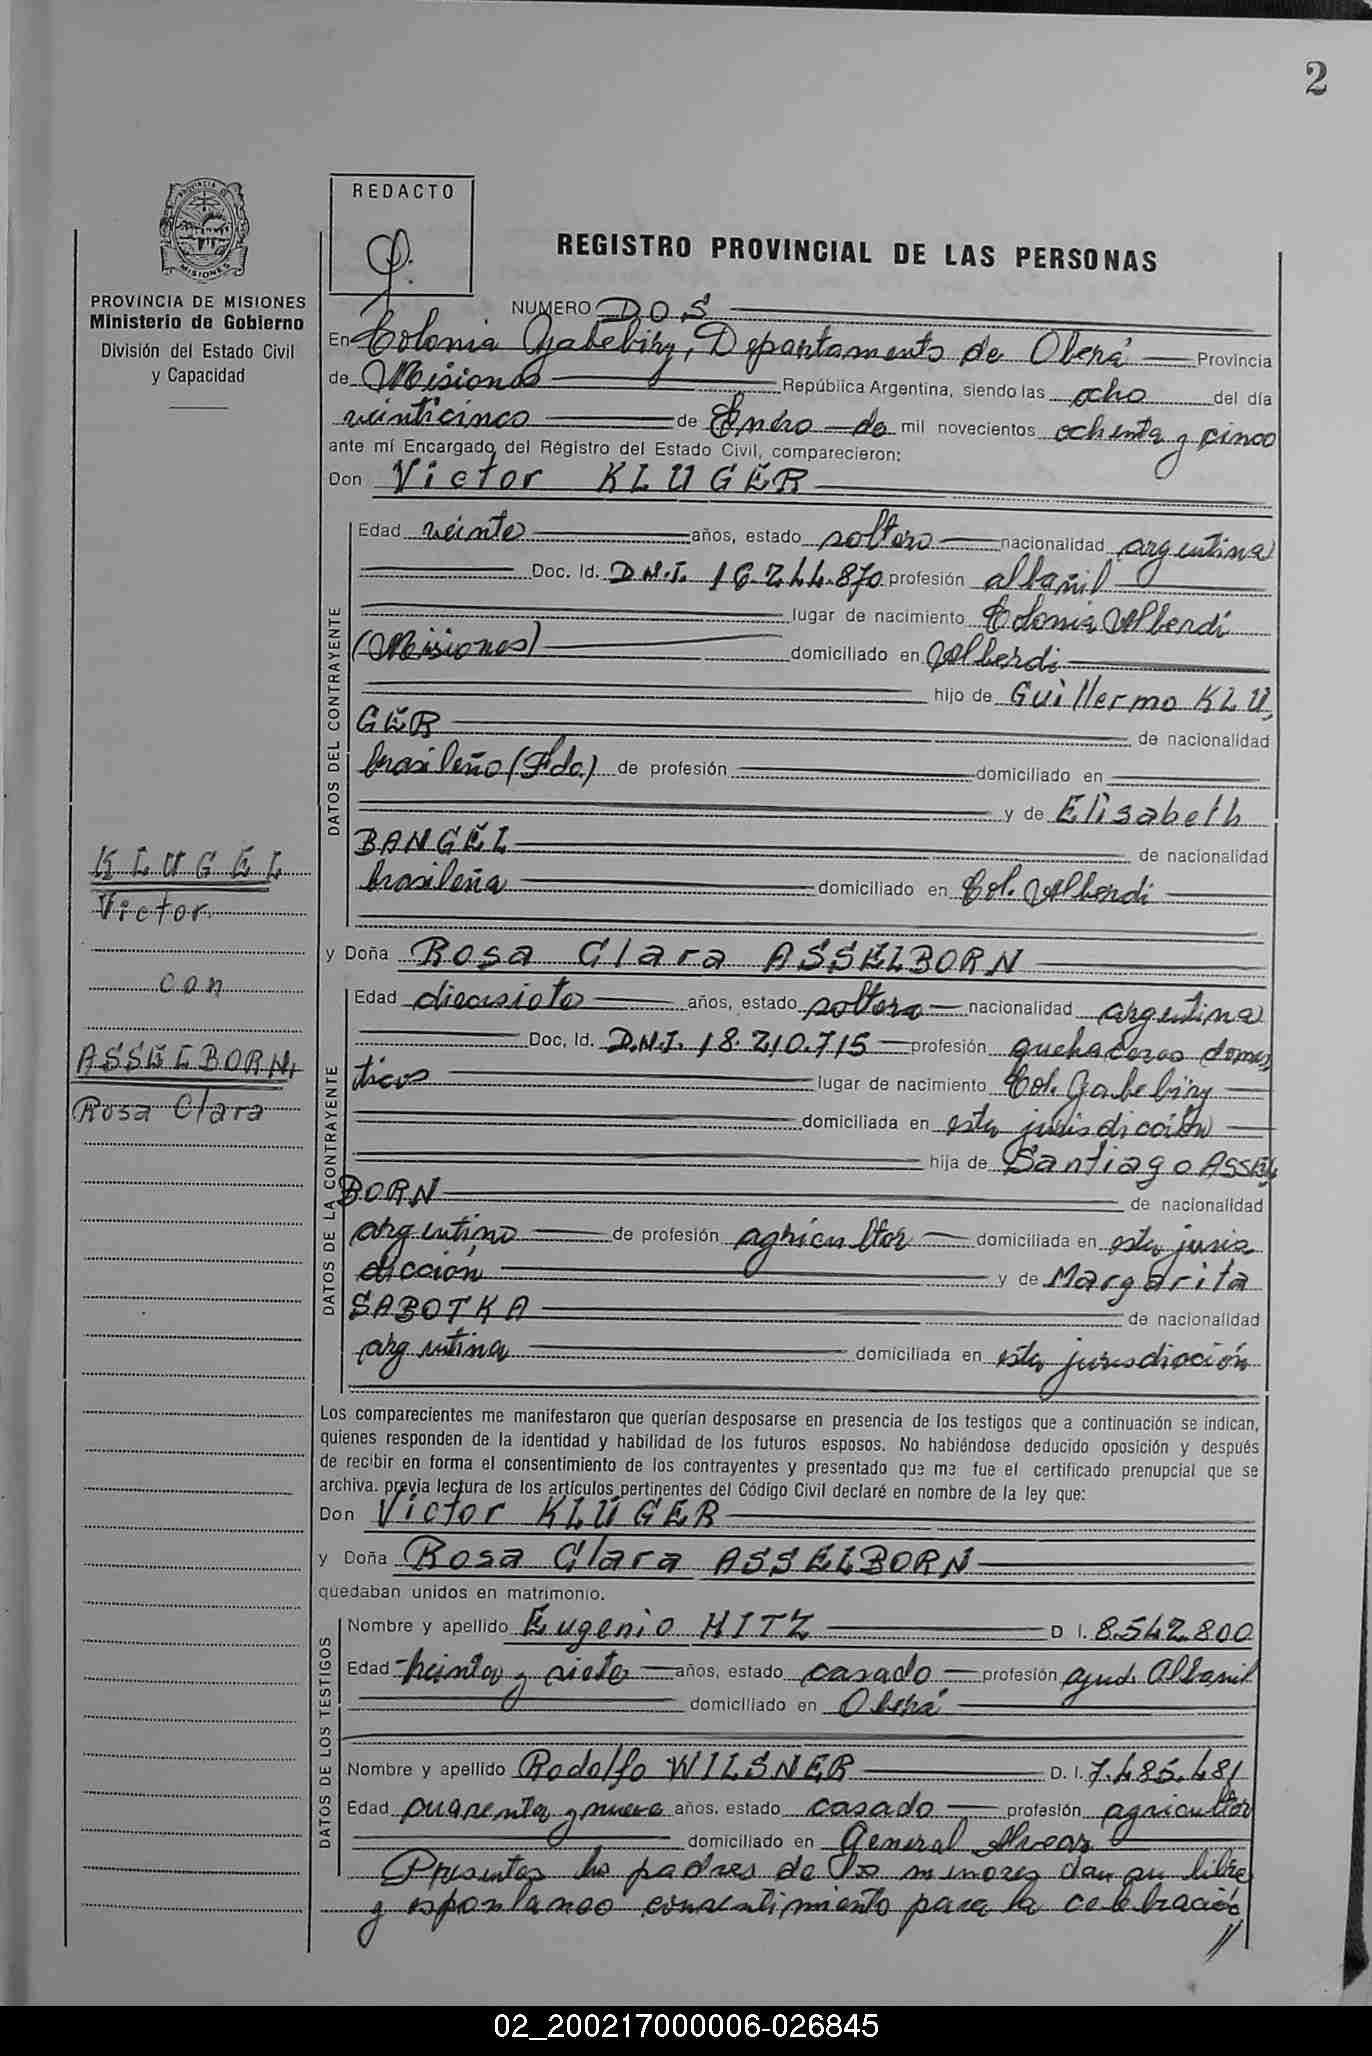 2
REDACTO
PROVINCIA DE MISIONES
Ministerio de Gobierno
División del Estado Civil
y Capacidad
REGISTRO PROVINCIAL DE LAS PERSONAS
NUMERO DOS
En Colonia Yabebiry, Departamento de Oberá Provincia
de Misiones República Argentina, siendo las ocho del día
veinticinco de Enero de mil novecientos ochenta y cinco
ante mí Encargado del Registro del Estado Civil, comparecieron:
Don Victor KLUGER
DATOS DEL CONTRAYENTE
Edad veinte años, estado soltero nacionalidad argentina
Doc. Id. D.N.I. 16.244.870 profesión albañil
lugar de nacimiento Colonia Alberdi
(Misiones) domiciliado en Alberdi
hijo de Guillermo KLU,
GER de nacionalidad
brasileño (Fdo.) de profesión domiciliado en
y de Elisabeth
BANGEL de nacionalidad
brasileña domiciliado en Col. Alberdi
KLUGEL
Victor
con
ASSELBORN,
Rosa Clara
y Doña Rosa Clara ASSELBORN
DATOS DE LA CONTRAYENTE
Edad diecisiete años, estado soltera nacionalidad argentina
Doc. Id. D.N.I. 18.210.715 profesión quehaceres domes
ticos lugar de nacimiento Col. Yabebiry
domiciliada en esta jurisdicción
hija de Santiago ASSEL
BORN de nacionalidad
argentino de profesión agricultor domiciliada en esta juris
dicción y de Margarita
SABOTKA de nacionalidad
argentina domiciliada en esta jurisdicción
Los comparecientes me manifestaron que querían desposarse en presencia de los testigos que a continuación se indican,
quienes responden de la identidad y habilidad de los futuros esposos. No habiéndose deducido oposición y después
de recibir en forma el consentimiento de los contrayentes y presentado que me fue el certificado prenupcial que se
archiva. previa lectura de los artículos pertinentes del Código Civil declaré en nombre de la ley que:
Don Victor KLUGER
y Doña Rosa Clara ASSELBORN
quedaban unidos en matrimonio.
DATOS DE LOS TESTIGOS
Nombre y apellido Eugenio HITZ D. I. 8.542.800
Edad treinta y siete años, estado casado profesión ayud. Albanil
domiciliado en Oberá
Nombre y apellido Rodolfo WILSNER D. I. 7.485.481
Edad cuarenta y nueve años. estado casado profesión agricultor
domiciliado en General Alvear
Presentes los padres de los menores dan su libre
y espontaneo consentimiento para la celebración
//
02_200217000006-026845